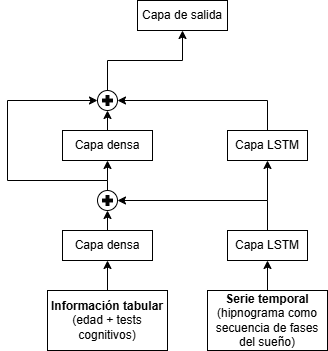 Capa de salida
Capa densa
Capa LSTM
Capa densa
Capa LSTM
Información tabular
(edad + tests
cognitivos)
Serie temporal
(hipnograma como
secuencia de fases
del sueño)